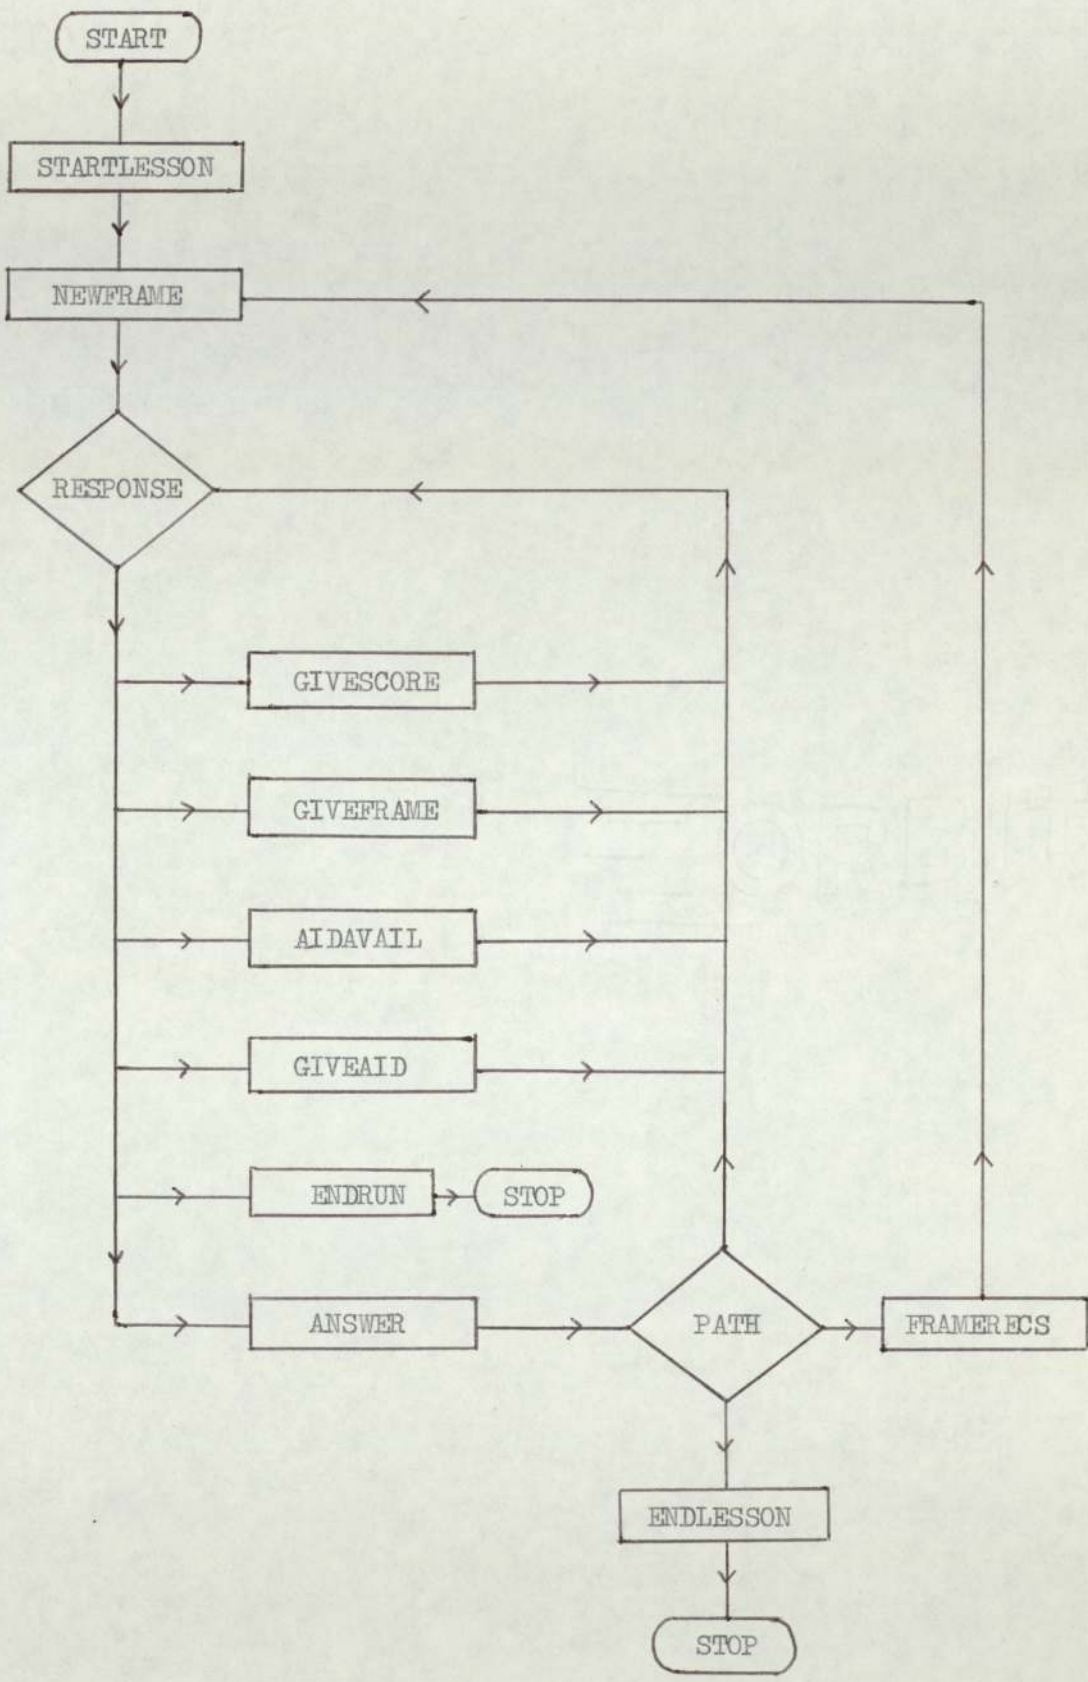 START
STARTLESSON
NEWFRAME
RESPONSE
GIVESCORE
GIVEFRAME
AIDAVAIL
GIVEAID
ENDRUN
STOP
ANSWER
PATH
FRAMERECS
ENDLESSON
STOP